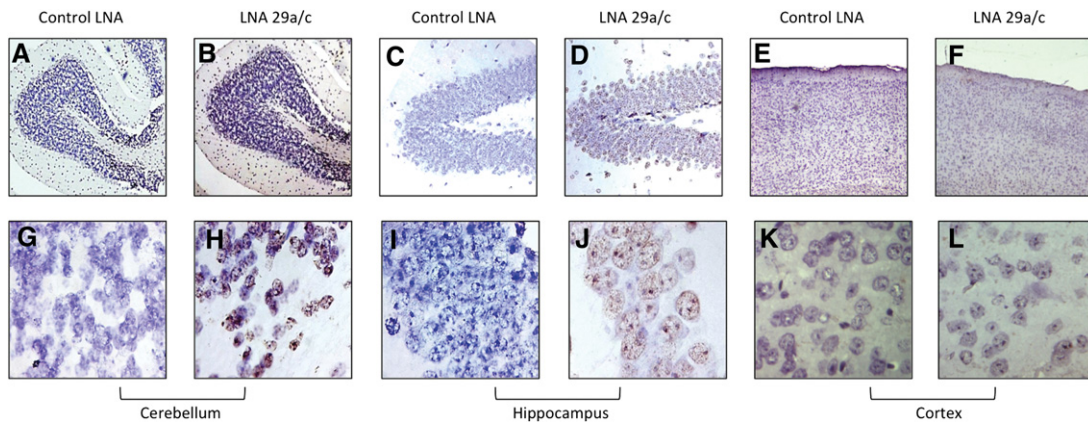 Control LNA LNA 29a/c Control LNA LNA 29a/c Control LNA LNA 29a/c
A B C D E F
G H I J K L
Cerebellum Hippocampus Cortex